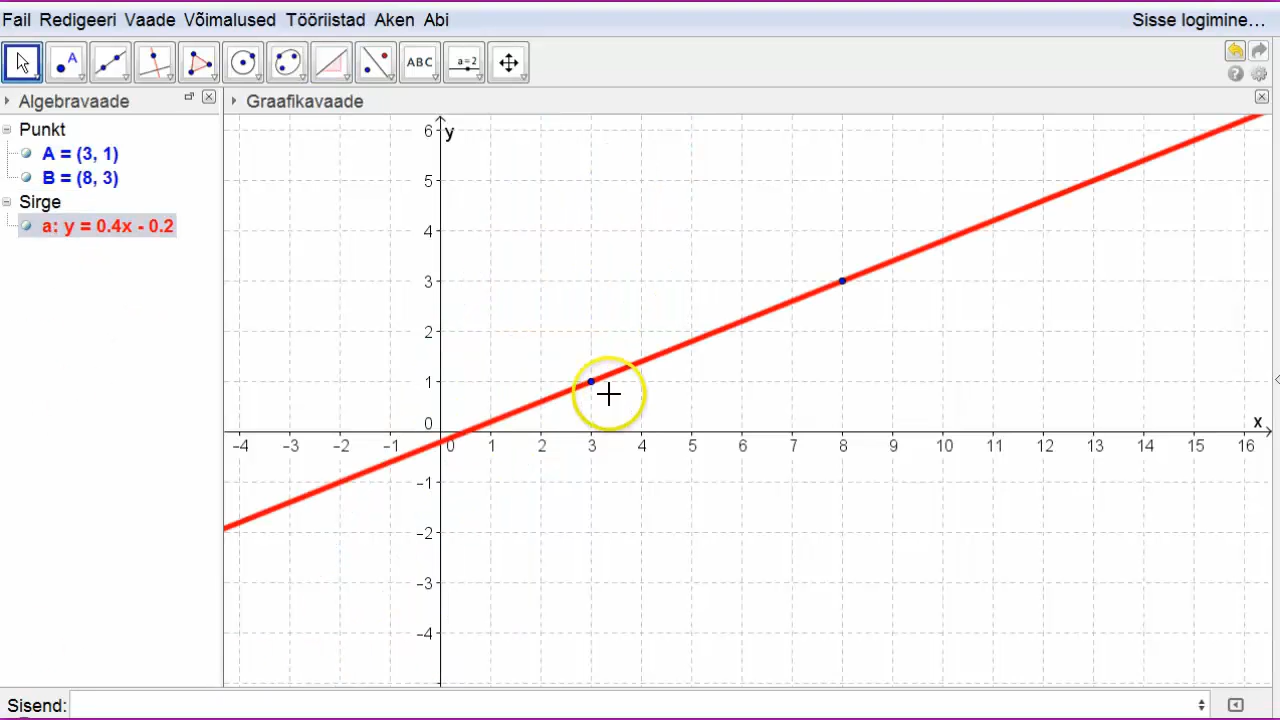 Fail Redigeeri Vaade Võimalused Tööriistad Aken Abi Sisse logimine...
A ABC a=2
Algebravaade Graafikavaade
Punkt
A = (3, 1)
B = (8, 3)
Sirge
a: y = 0.4x - 0.2
y
6
5
4
3
2
1
0
x
-4 -3 -2 -1 0 1 2 3 4 5 6 7 8 9 10 11 12 13 14 15 16
-1
-2
-3
-4
Sisend: